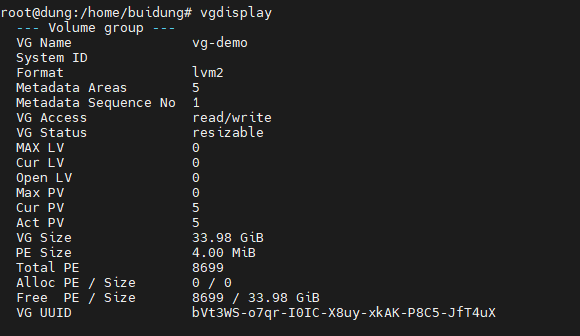 root@dung:/home/buidung# vgdisplay
--- Volume group ---
VG Name vg-demo
System ID
Format lvm2
Metadata Areas 5
Metadata Sequence No 1
VG Access read/write
VG Status resizable
MAX LV 0
Cur LV 0
Open LV 0
Max PV 0
Cur PV 5
Act PV 5
VG Size 33.98 GiB
PE Size 4.00 MiB
Total PE 8699
Alloc PE / Size 0 / 0
Free PE / Size 8699 / 33.98 GiB
VG UUID bVt3WS-o7qr-I0IC-X8uy-xkAK-P8C5-JfT4uX